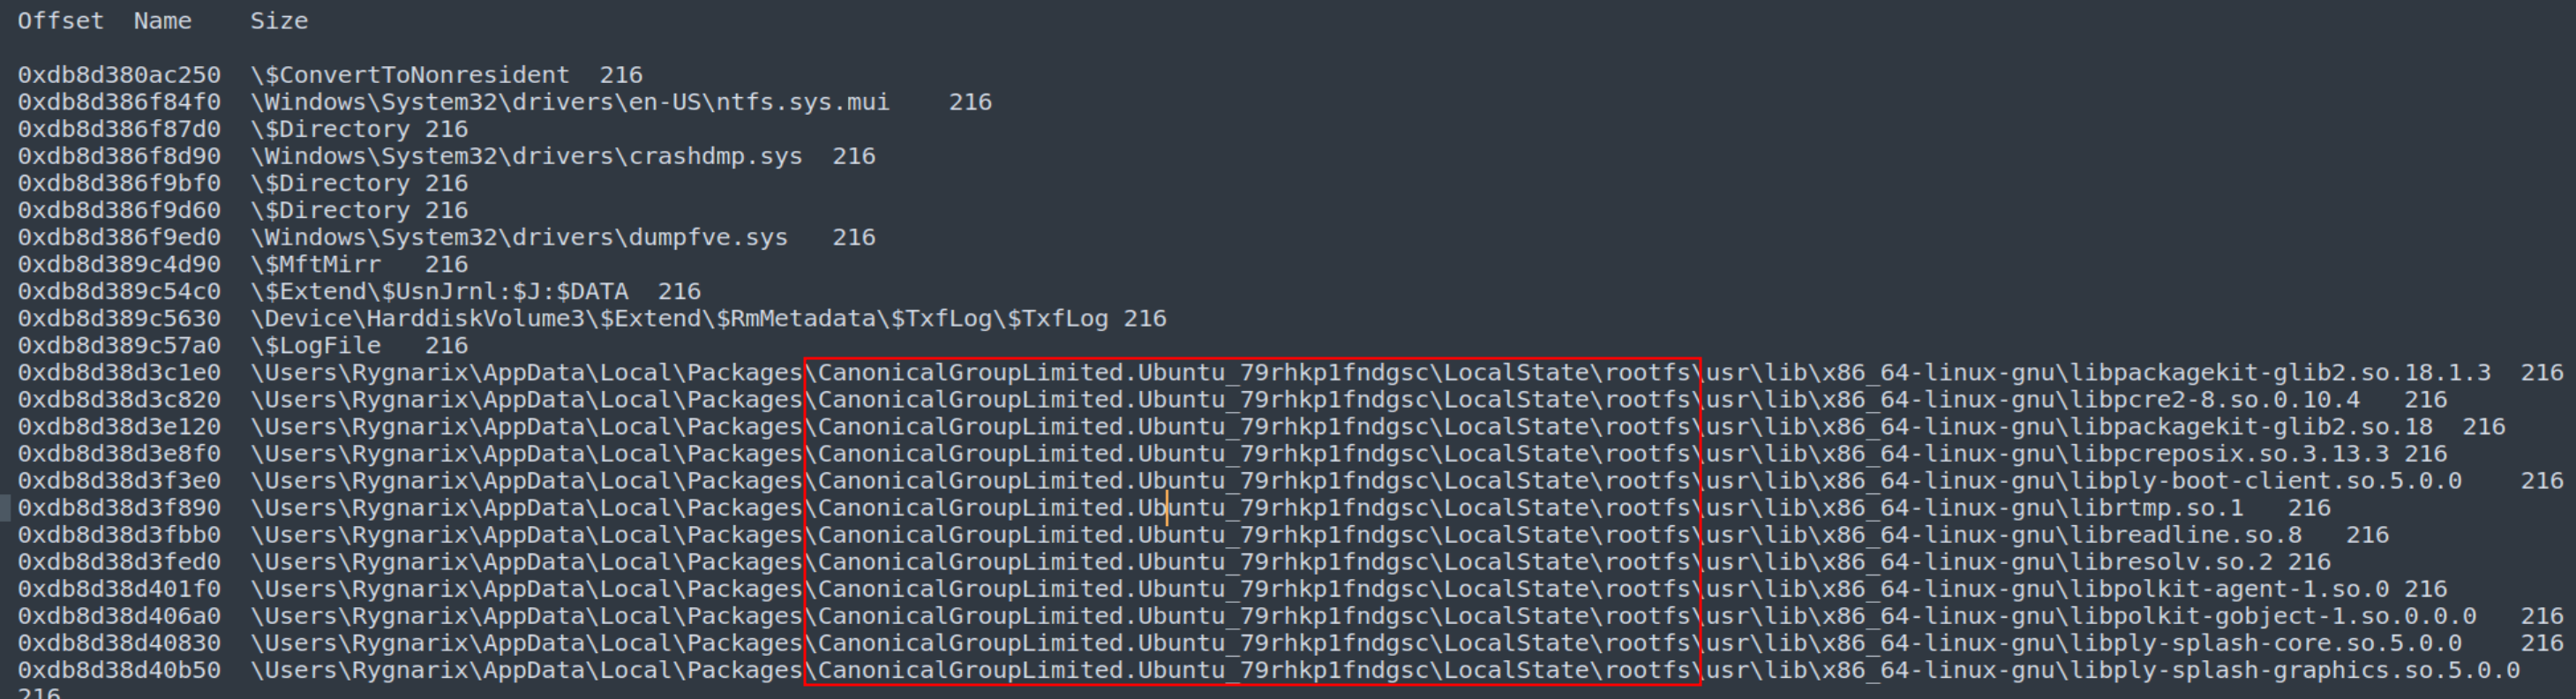 Offset  Name    Size
0xdb8d380ac250  \$ConvertToNonresident  216
0xdb8d386f84f0  \Windows\System32\drivers\en-US\ntfs.sys.mui    216
0xdb8d386f87d0  \$Directory 216
0xdb8d386f8d90  \Windows\System32\drivers\crashdmp.sys  216
0xdb8d386f9bf0  \$Directory 216
0xdb8d386f9d60  \$Directory 216
0xdb8d386f9ed0  \Windows\System32\drivers\dumpfve.sys   216
0xdb8d389c4d90  \$MftMirr   216
0xdb8d389c54c0  \$Extend\$UsnJrnl:$J:$DATA  216
0xdb8d389c5630  \Device\HarddiskVolume3\$Extend\$RmMetadata\$TxfLog\$TxfLog 216
0xdb8d389c57a0  \$LogFile   216
0xdb8d38d3c1e0  \Users\Rygnarix\AppData\Local\Packages\CanonicalGroupLimited.Ubuntu_79rhkp1fndgsc\LocalState\rootfs\usr\lib\x86_64-linux-gnu\libpackagekit-glib2.so.18.1.3  216
0xdb8d38d3c820  \Users\Rygnarix\AppData\Local\Packages\CanonicalGroupLimited.Ubuntu_79rhkp1fndgsc\LocalState\rootfs\usr\lib\x86_64-linux-gnu\libpcre2-8.so.0.10.4   216
0xdb8d38d3e120  \Users\Rygnarix\AppData\Local\Packages\CanonicalGroupLimited.Ubuntu_79rhkp1fndgsc\LocalState\rootfs\usr\lib\x86_64-linux-gnu\libpackagekit-glib2.so.18  216
0xdb8d38d3e8f0  \Users\Rygnarix\AppData\Local\Packages\CanonicalGroupLimited.Ubuntu_79rhkp1fndgsc\LocalState\rootfs\usr\lib\x86_64-linux-gnu\libpcreposix.so.3.13.3 216
0xdb8d38d3f3e0  \Users\Rygnarix\AppData\Local\Packages\CanonicalGroupLimited.Ubuntu_79rhkp1fndgsc\LocalState\rootfs\usr\lib\x86_64-linux-gnu\libply-boot-client.so.5.0.0    216
0xdb8d38d3f890  \Users\Rygnarix\AppData\Local\Packages\CanonicalGroupLimited.Ubuntu_79rhkp1fndgsc\LocalState\rootfs\usr\lib\x86_64-linux-gnu\librtmp.so.1   216
0xdb8d38d3fbb0  \Users\Rygnarix\AppData\Local\Packages\CanonicalGroupLimited.Ubuntu_79rhkp1fndgsc\LocalState\rootfs\usr\lib\x86_64-linux-gnu\libreadline.so.8   216
0xdb8d38d3fed0  \Users\Rygnarix\AppData\Local\Packages\CanonicalGroupLimited.Ubuntu_79rhkp1fndgsc\LocalState\rootfs\usr\lib\x86_64-linux-gnu\libresolv.so.2 216
0xdb8d38d401f0  \Users\Rygnarix\AppData\Local\Packages\CanonicalGroupLimited.Ubuntu_79rhkp1fndgsc\LocalState\rootfs\usr\lib\x86_64-linux-gnu\libpolkit-agent-1.so.0 216
0xdb8d38d406a0  \Users\Rygnarix\AppData\Local\Packages\CanonicalGroupLimited.Ubuntu_79rhkp1fndgsc\LocalState\rootfs\usr\lib\x86_64-linux-gnu\libpolkit-gobject-1.so.0.0.0   216
0xdb8d38d40830  \Users\Rygnarix\AppData\Local\Packages\CanonicalGroupLimited.Ubuntu_79rhkp1fndgsc\LocalState\rootfs\usr\lib\x86_64-linux-gnu\libply-splash-core.so.5.0.0    216
0xdb8d38d40b50  \Users\Rygnarix\AppData\Local\Packages\CanonicalGroupLimited.Ubuntu_79rhkp1fndgsc\LocalState\rootfs\usr\lib\x86_64-linux-gnu\libply-splash-graphics.so.5.0.0
216